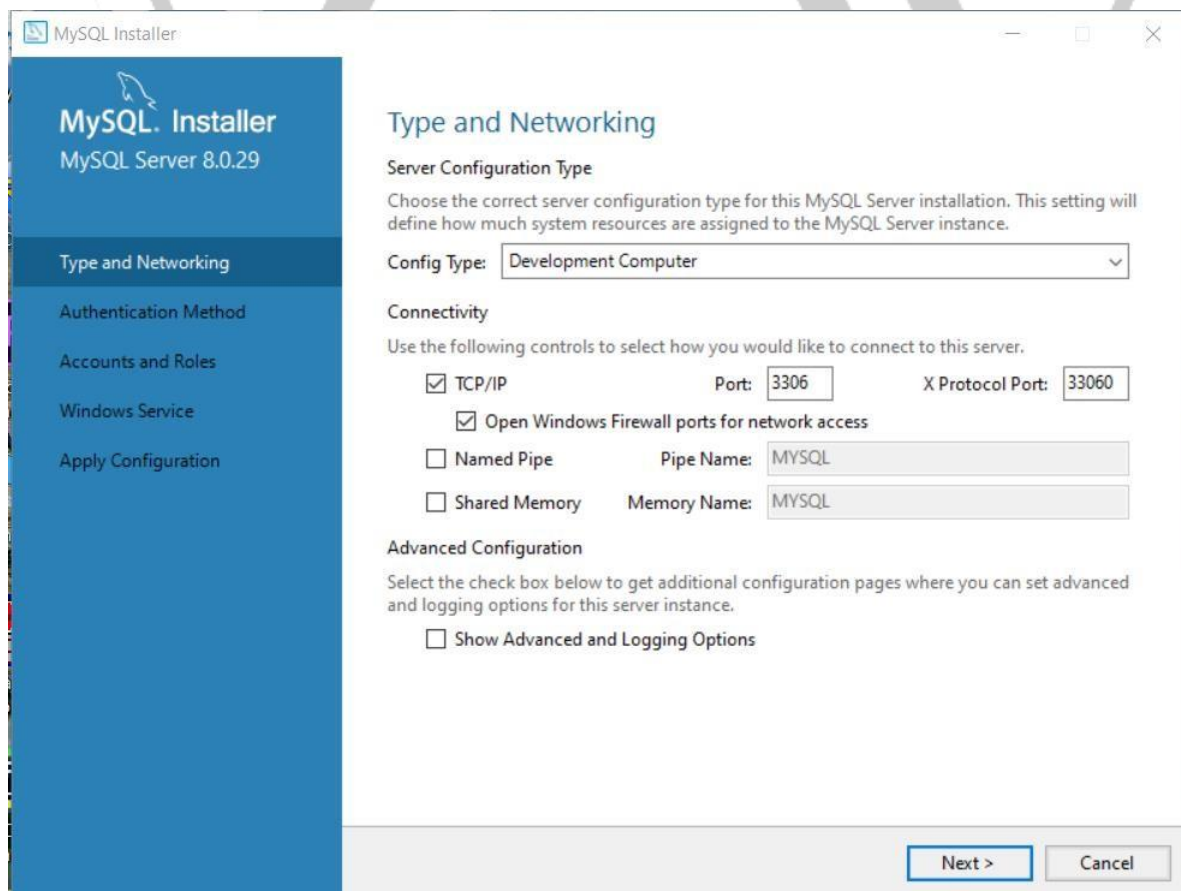 MySQL Installer
MySQL. Installer
MySQL Server 8.0.29
Type and Networking
Authentication Method
Accounts and Roles
Windows Service
Apply Configuration
Type and Networking
Server Configuration Type
Choose the correct server configuration type for this MySQL Server installation. This setting will
define how much system resources are assigned to the MySQL Server instance.
Config Type: Development Computer
Connectivity
Use the following controls to select how you would like to connect to this server.
TCP/IP Port: 3306 X Protocol Port: 33060
Open Windows Firewall ports for network access
Named Pipe Pipe Name: MYSQL
Shared Memory Memory Name: MYSQL
Advanced Configuration
Select the check box below to get additional configuration pages where you can set advanced
and logging options for this server instance.
Show Advanced and Logging Options
Next > Cancel